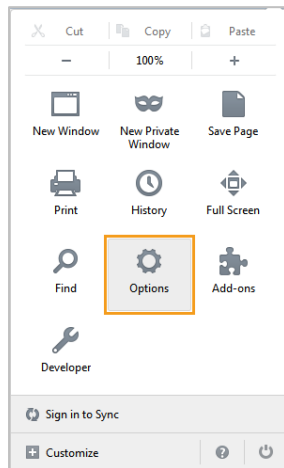 Cut Copy Paste
− 100% +
New Window New Private Window Save Page
Print History Full Screen
Find Options Add-ons
Developer
Sign in to Sync
Customize